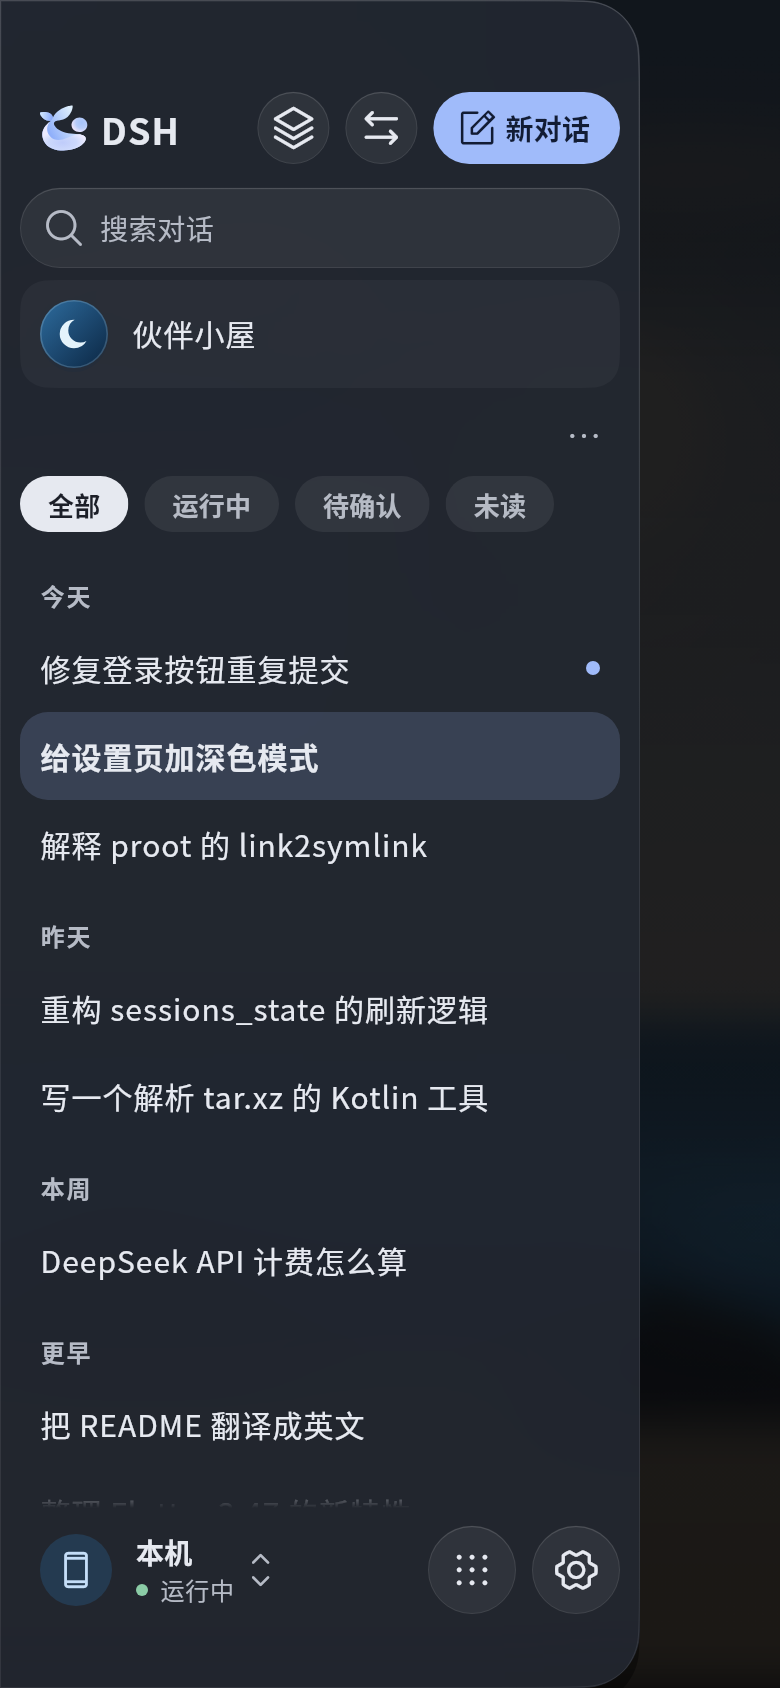 DSH
新对话
搜索对话
伙伴小屋
...
全部 运行中 待确认 未读
今天
修复登录按钮重复提交
给设置页加深色模式
解释 proot 的 link2symlink
昨天
重构 sessions_state 的刷新逻辑
写一个解析 tar.xz 的 Kotlin 工具
本周
DeepSeek API 计费怎么算
更早
把 README 翻译成英文
本机
运行中